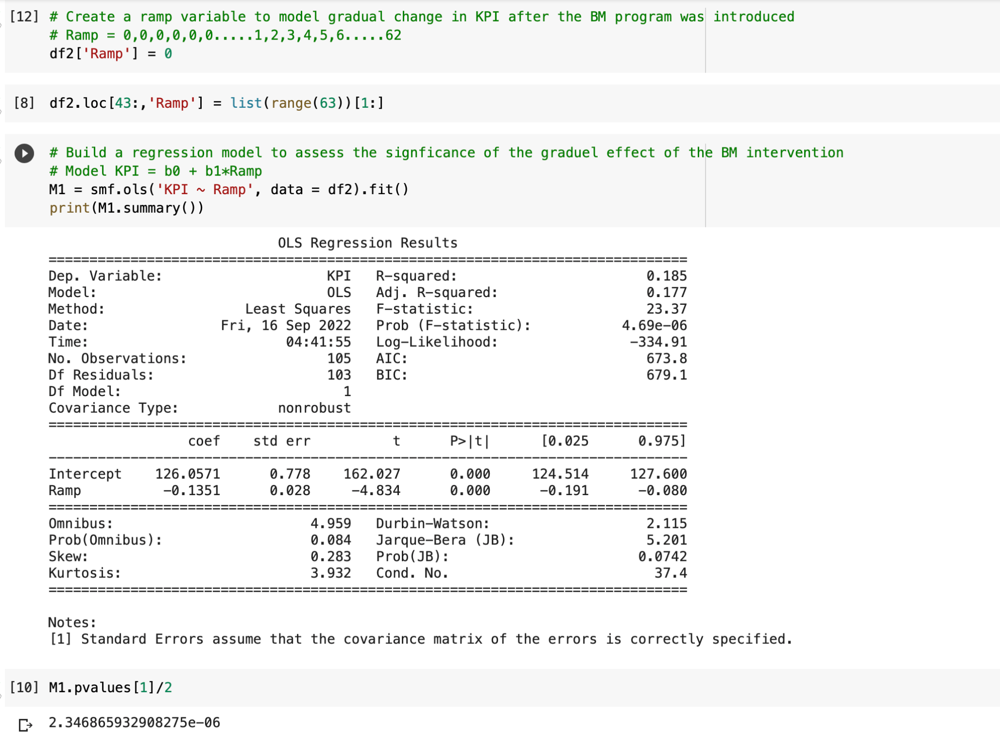 [12] # Create a ramp variable to model gradual change in KPI after the BM program was introduced
# Ramp = 0,0,0,0,0,0.....1,2,3,4,5,6.....62
df2['Ramp'] = 0
[8] df2.loc[43:,'Ramp'] = list(range(63))[1:]
# Build a regression model to assess the signficance of the graduel effect of the BM intervention
# Model KPI = b0 + b1*Ramp
M1 = smf.ols('KPI ~ Ramp', data = df2).fit()
print(M1.summary())
OLS Regression Results
==============================================================================
Dep. Variable: KPI R-squared: 0.185
Model: OLS Adj. R-squared: 0.177
Method: Least Squares F-statistic: 23.37
Date: Fri, 16 Sep 2022 Prob (F-statistic): 4.69e-06
Time: 04:41:55 Log-Likelihood: -334.91
No. Observations: 105 AIC: 673.8
Df Residuals: 103 BIC: 679.1
Df Model: 1
Covariance Type: nonrobust
==============================================================================
coef std err t P>|t| [0.025 0.975]
------------------------------------------------------------------------------
Intercept 126.0571 0.778 162.027 0.000 124.514 127.600
Ramp -0.1351 0.028 -4.834 0.000 -0.191 -0.080
==============================================================================
Omnibus: 4.959 Durbin-Watson: 2.115
Prob(Omnibus): 0.084 Jarque-Bera (JB): 5.201
Skew: 0.283 Prob(JB): 0.0742
Kurtosis: 3.932 Cond. No. 37.4
==============================================================================
Notes:
[1] Standard Errors assume that the covariance matrix of the errors is correctly specified.
[10] M1.pvalues[1]/2
2.346865932908275e-06